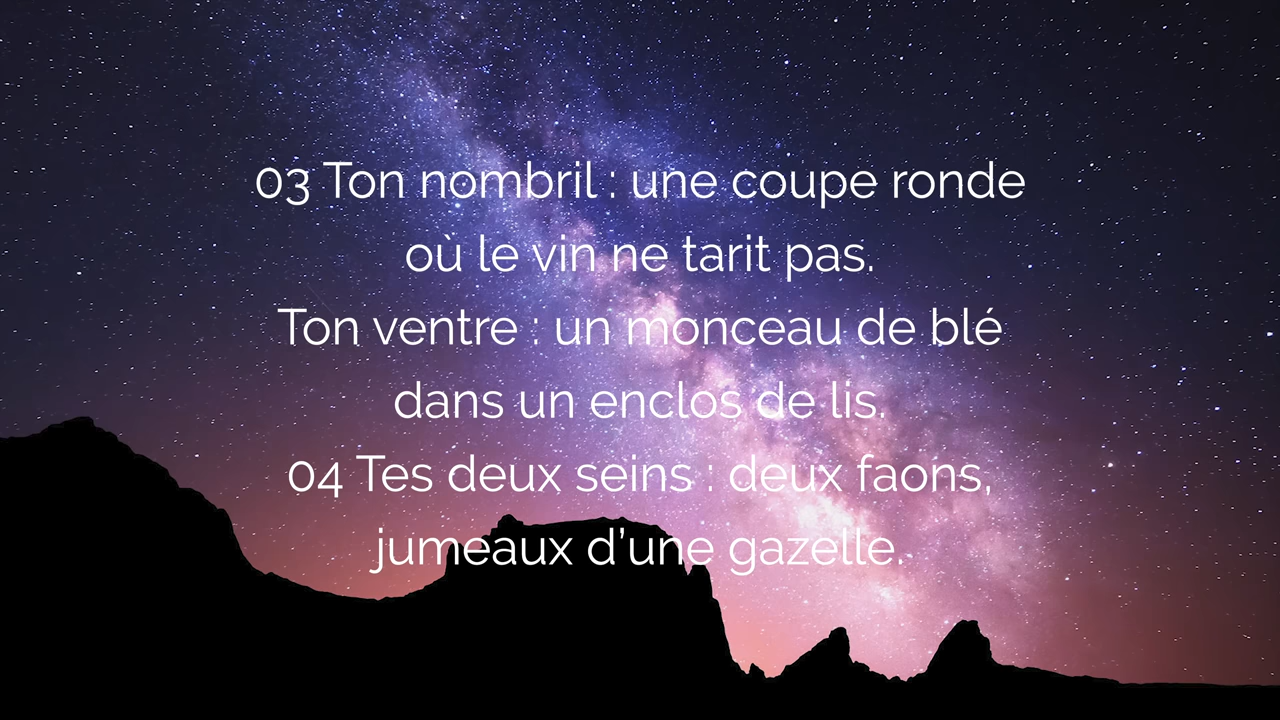 03 Ton nombril : une coupe ronde
où le vin ne tarit pas.
Ton ventre : un monceau de blé
dans un enclos de lis.
04 Tes deux seins : deux faons,
jumeaux d’une gazelle.